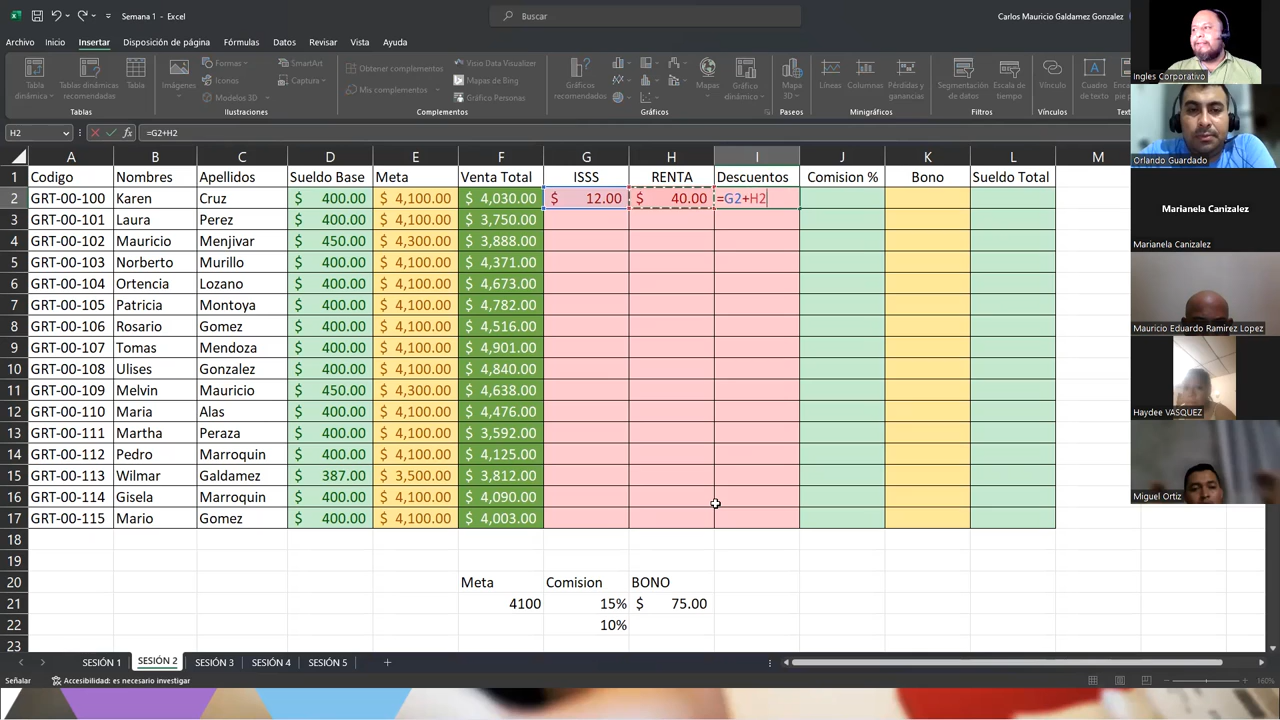 Semana 1 - Excel
Buscar
Carlos Mauricio Galdamez Gonzalez
Archivo Inicio Insertar Disposición de página Fórmulas Datos Revisar Vista Ayuda
Tabla dinámica
Tablas dinámicas recomendadas
Tabla
Tablas
Imágenes
Formas
Iconos
Modelos 3D
SmartArt
Captura
Ilustraciones
Obtener complementos
Mis complementos
Visio Data Visualizer
Mapas de Bing
Gráfico Personas
Complementos
Gráficos recomendados
Mapas
Gráfico dinámico
Gráficos
Mapa 3D
Paseos
Líneas
Columnas
Pérdidas y ganancias
Minigráficos
Segmentación de datos
Escala de tiempo
Filtros
Vínculo
Vínculos
Cuadro de texto
H2 fx =G2+H2
A B C D E F G H I J K L M
1 Codigo Nombres Apellidos Sueldo Base Meta Venta Total ISSS RENTA Descuentos Comision % Bono Sueldo Total
2 GRT-00-100 Karen Cruz $ 400.00 $ 4,100.00 $ 4,030.00 $ 12.00 $ 40.00 =G2+H2
3 GRT-00-101 Laura Perez $ 400.00 $ 4,100.00 $ 3,750.00
4 GRT-00-102 Mauricio Menjivar $ 450.00 $ 4,300.00 $ 3,888.00
5 GRT-00-103 Norberto Murillo $ 400.00 $ 4,100.00 $ 4,371.00
6 GRT-00-104 Ortencia Lozano $ 400.00 $ 4,100.00 $ 4,673.00
7 GRT-00-105 Patricia Montoya $ 400.00 $ 4,100.00 $ 4,782.00
8 GRT-00-106 Rosario Gomez $ 400.00 $ 4,100.00 $ 4,516.00
9 GRT-00-107 Tomas Mendoza $ 400.00 $ 4,100.00 $ 4,901.00
10 GRT-00-108 Ulises Gonzalez $ 400.00 $ 4,100.00 $ 4,840.00
11 GRT-00-109 Melvin Mauricio $ 450.00 $ 4,300.00 $ 4,638.00
12 GRT-00-110 Maria Alas $ 400.00 $ 4,100.00 $ 4,476.00
13 GRT-00-111 Martha Peraza $ 400.00 $ 4,100.00 $ 3,592.00
14 GRT-00-112 Pedro Marroquin $ 400.00 $ 4,100.00 $ 4,125.00
15 GRT-00-113 Wilmar Galdamez $ 387.00 $ 3,500.00 $ 3,812.00
16 GRT-00-114 Gisela Marroquin $ 400.00 $ 4,100.00 $ 4,090.00
17 GRT-00-115 Mario Gomez $ 400.00 $ 4,100.00 $ 4,003.00
18
19
20 Meta Comision BONO
21 4100 15% $ 75.00
22 10%
23
SESIÓN 1 SESIÓN 2 SESIÓN 3 SESIÓN 4 SESIÓN 5
Señalar Accesibilidad: es necesario investigar 160%
Ingles Corporativo
Orlando Guardado
Marianela Canizalez
Marianela Canizalez
Mauricio Eduardo Ramirez Lopez
Haydee VASQUEZ
Miguel Ortiz